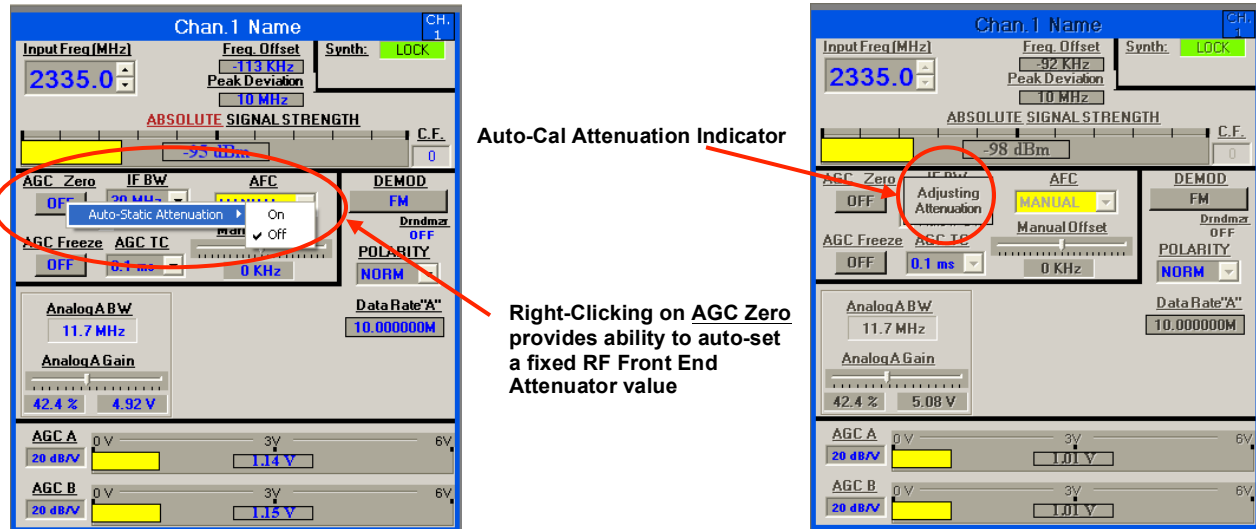 Chan.1 Name
CH.
1
Input Freq (MHz)
Freq. Offset
Synth:
LOCK
2335.0
-113 KHz
Peak Deviation
10 MHz
ABSOLUTE SIGNAL STRENGTH
C.F.
-95 dBm
0
AGC Zero
IF BW
AFC
DEMOD
OFF
20 MHz
MANUAL
FM
Auto-Static Attenuation
On
Off
Drndmzr
OFF
AGC Freeze
AGC TC
POLARITY
OFF
0.1 ms
0 KHz
NORM
Analog A BW
Data Rate"A"
11.7 MHz
10.000000M
Analog A Gain
42.4 %
4.92 V
AGC A
0 V
3V
6V
20 dB/V
1.14 V
AGC B
0 V
3V
6V
20 dB/V
1.15 V
Auto-Cal Attenuation Indicator
Right-Clicking on AGC Zero
provides ability to auto-set
a fixed RF Front End
Attenuator value
Chan.1 Name
CH.
1
Input Freq (MHz)
Freq. Offset
Synth:
LOCK
2335.0
-92 KHz
Peak Deviation
10 MHz
ABSOLUTE SIGNAL STRENGTH
C.F.
-98 dBm
0
AGC Zero
IF BW
AFC
DEMOD
OFF
Adjusting
Attenuation
MANUAL
FM
Drndmzr
OFF
AGC Freeze
AGC TC
Manual Offset
POLARITY
OFF
0.1 ms
0 KHz
NORM
Analog A BW
Data Rate"A"
11.7 MHz
10.000000M
Analog A Gain
42.4 %
5.08 V
AGC A
0 V
3V
6V
20 dB/V
1.01 V
AGC B
0 V
3V
6V
20 dB/V
1.01 V